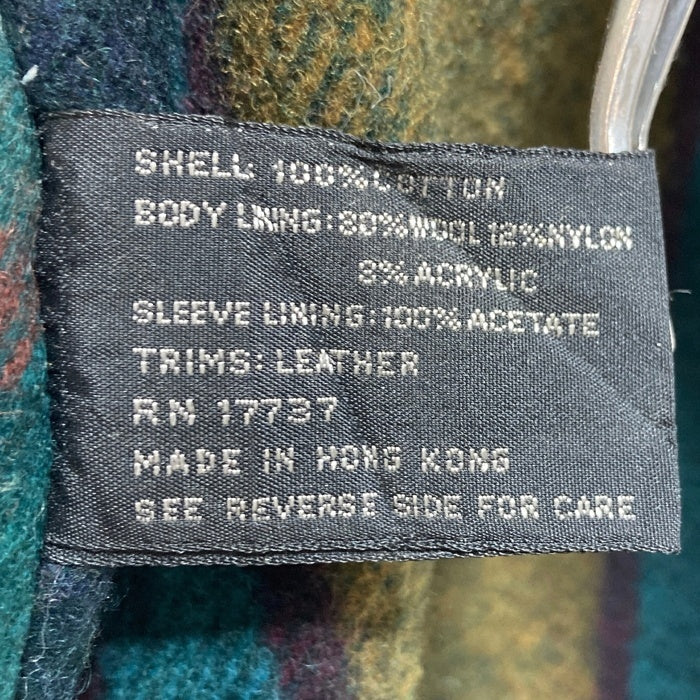 SHELL: 100% COTTON
BODY LINING: 80% WOOL 12% NYLON
8% ACRYLIC
SLEEVE LINING: 100% ACETATE
TRIMS: LEATHER
RN 17737
MADE IN HONG KONG
SEE REVERSE SIDE FOR CARE